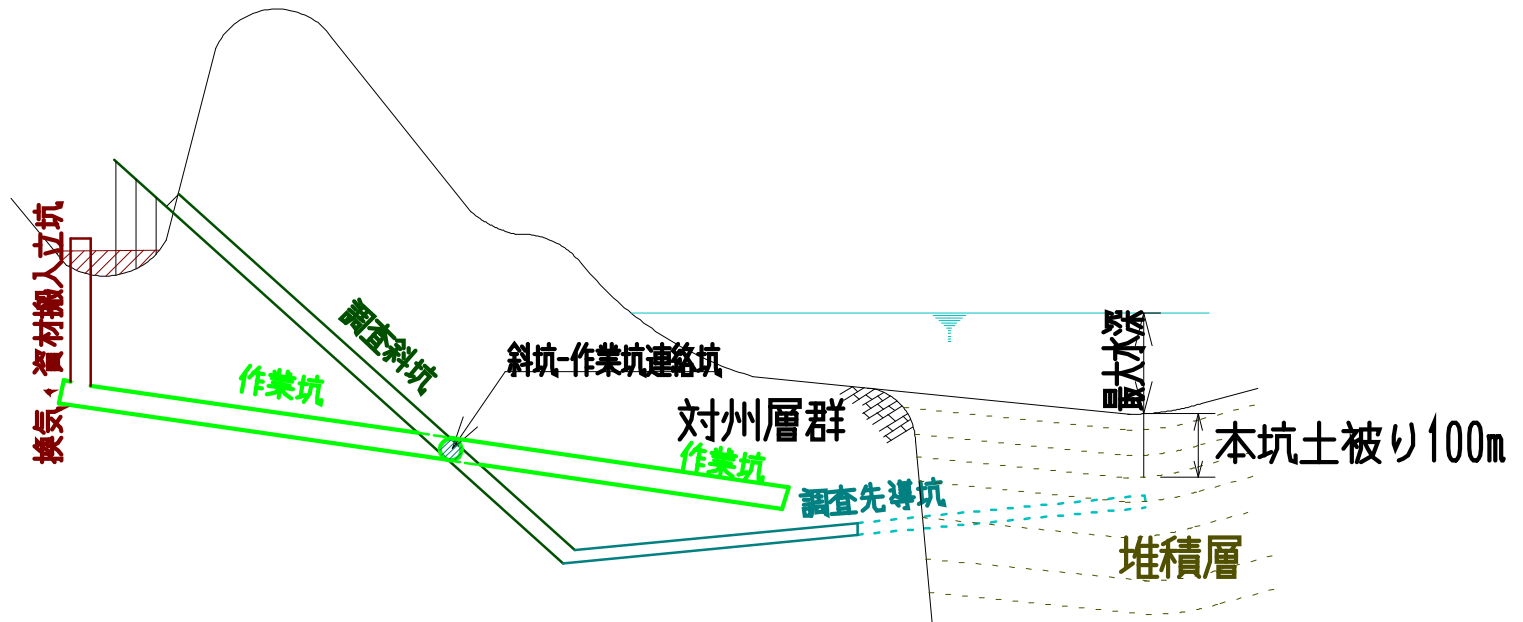 換気、資材搬入立坑
調査斜坑
作業坑
斜坑-作業坑連絡坑
対州層群
作業坑
調査先導坑
最大水深
本坑土被り100m
堆積層